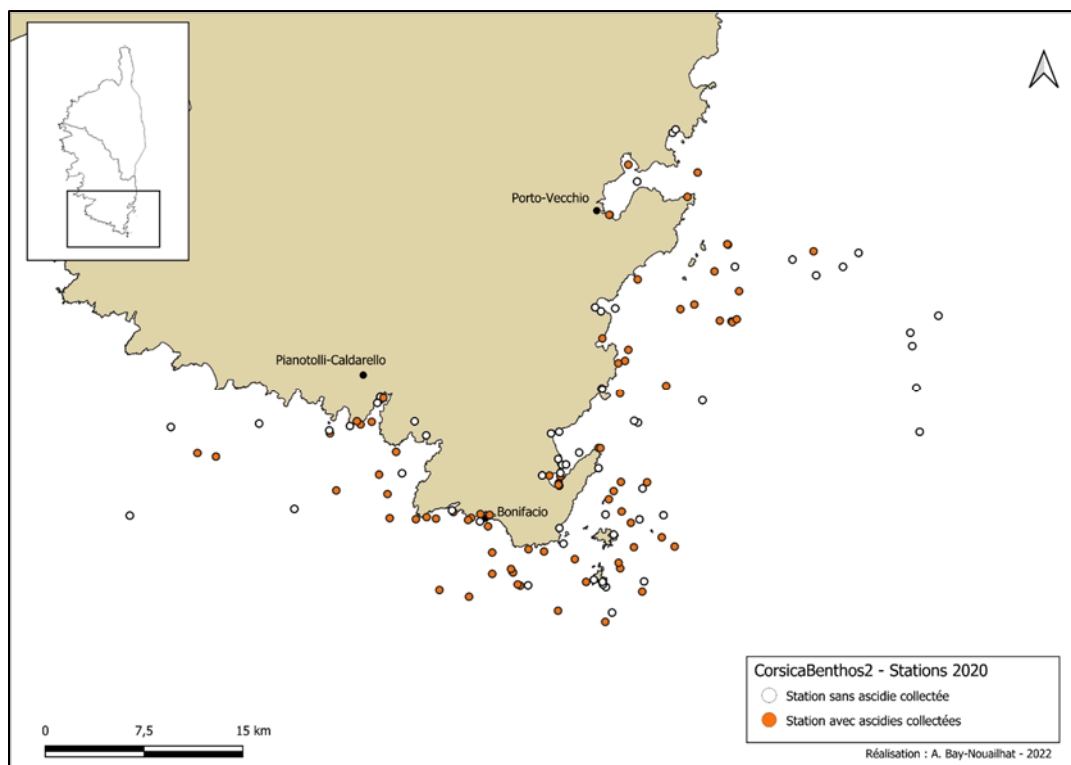 Porto-Vecchio
Pianotolli-Caldarello
Bonifacio
CorsicaBenthos2 - Stations 2020
Station sans ascidie collectée
Station avec ascidies collectées
0 7,5 15 km
Réalisation : A. Bay-Nouailhat - 2022